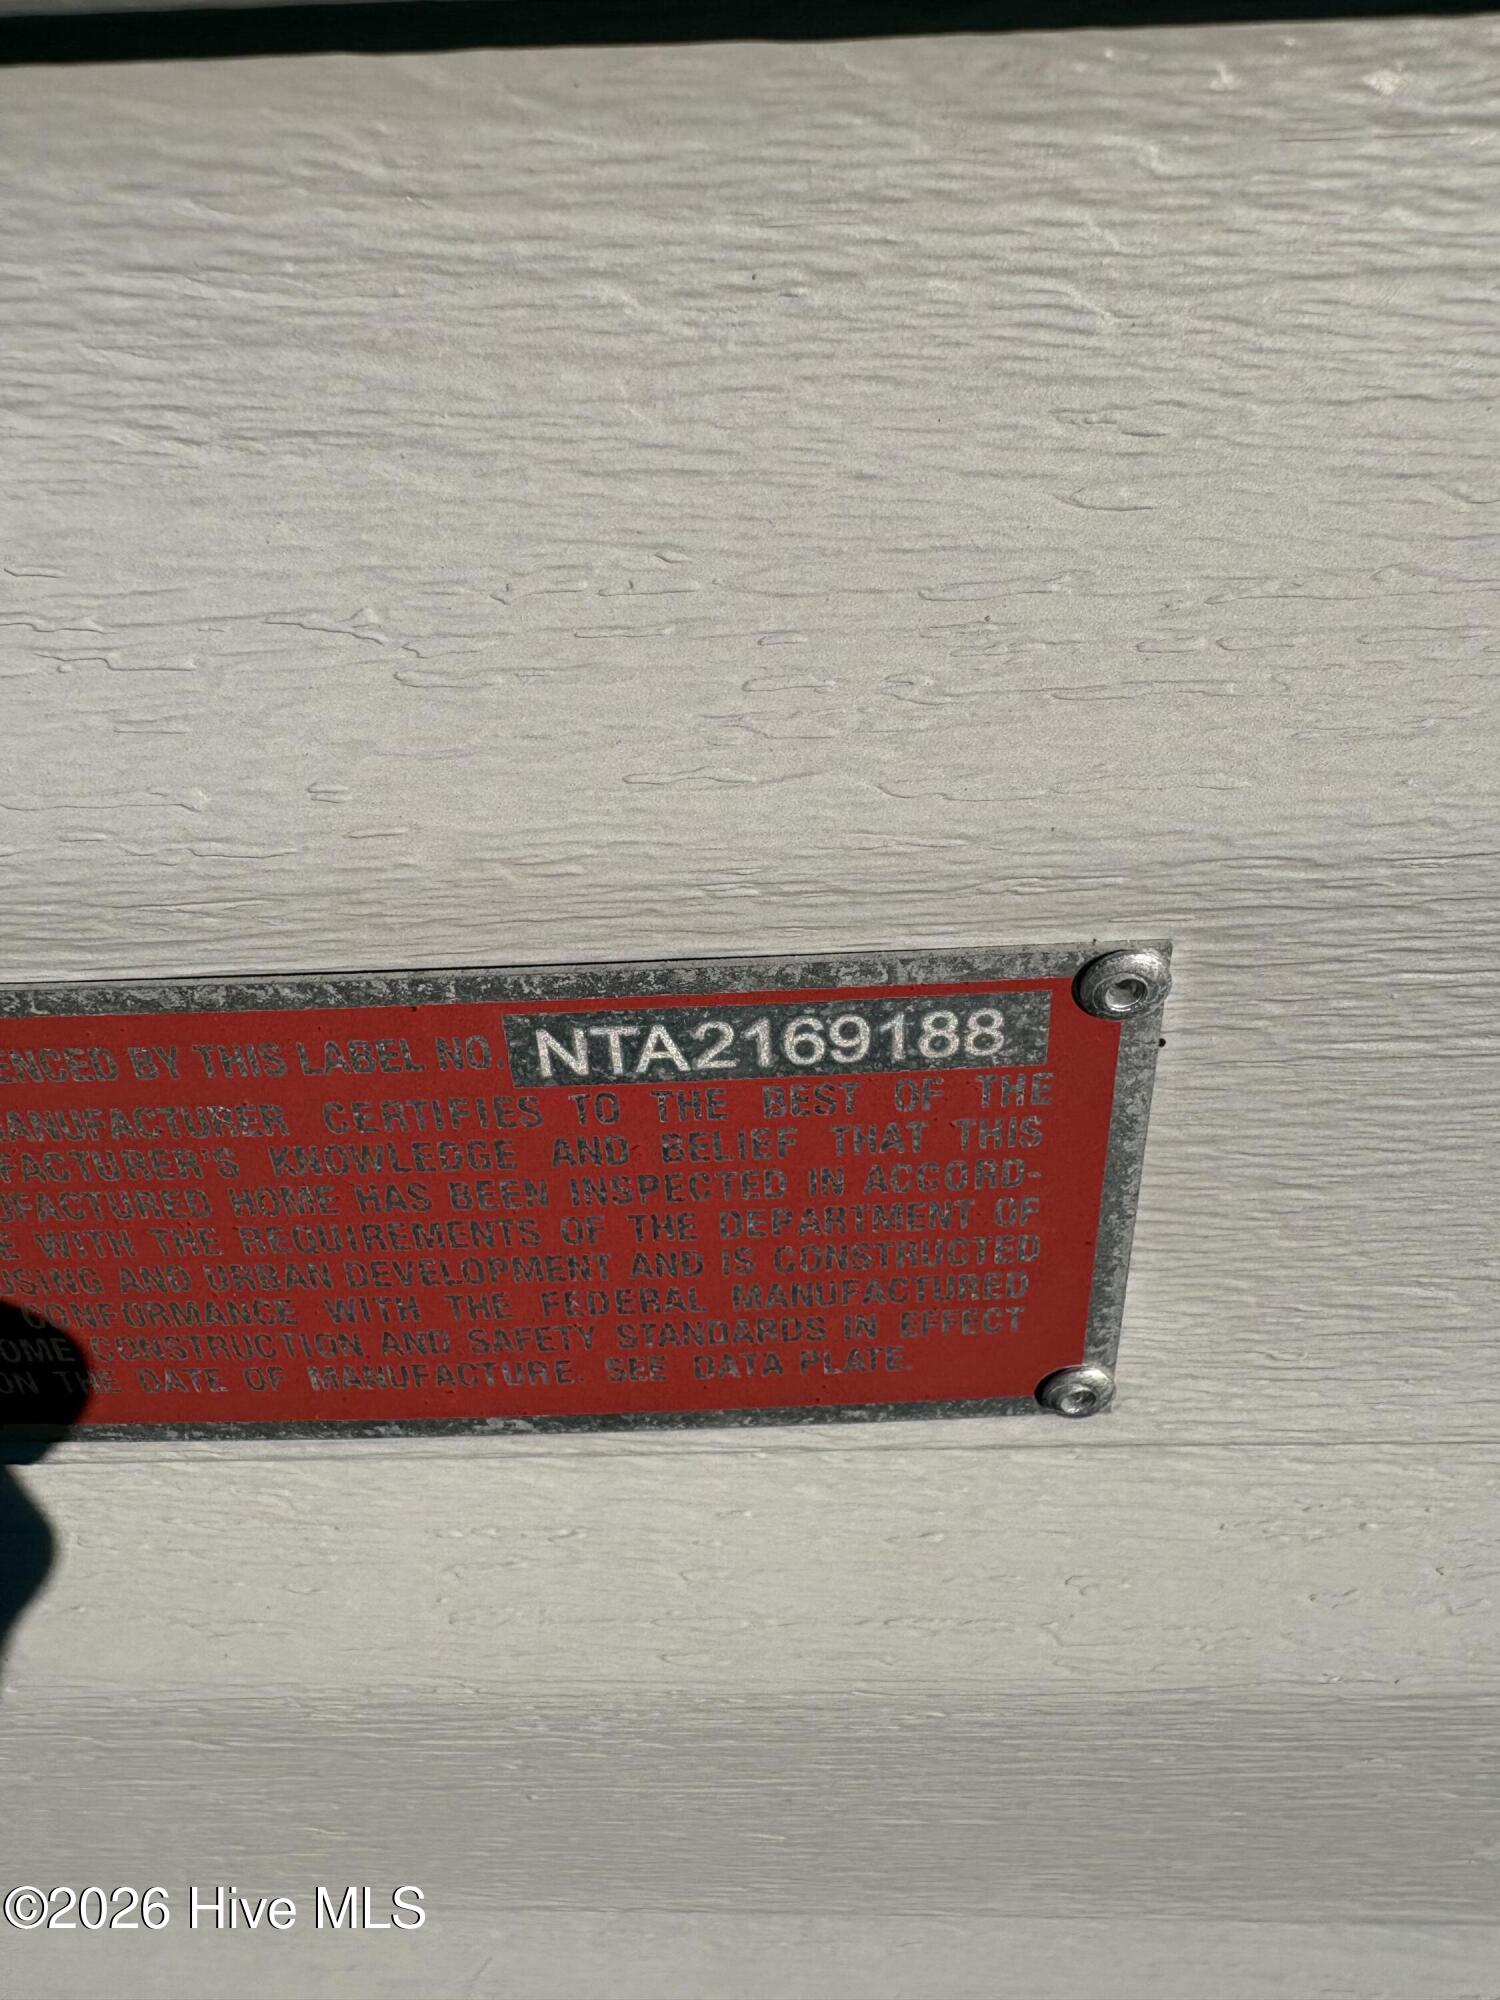 ENCED BY THIS LABEL NO. NTA2169188
MANUFACTURER CERTIFIES TO THE BEST OF THE
FACTURER'S KNOWLEDGE AND BELIEF THAT THIS
UFACTURED HOME HAS BEEN INSPECTED IN ACCORD-
E WITH THE REQUIREMENTS OF THE DEPARTMENT OF
USING AND URBAN DEVELOPMENT AND IS CONSTRUCTED
CONFORMANCE WITH THE FEDERAL MANUFACTURED
OME CONSTRUCTION AND SAFETY STANDARDS IN EFFECT
ON THE DATE OF MANUFACTURE. SEE DATA PLATE.
©2026 Hive MLS